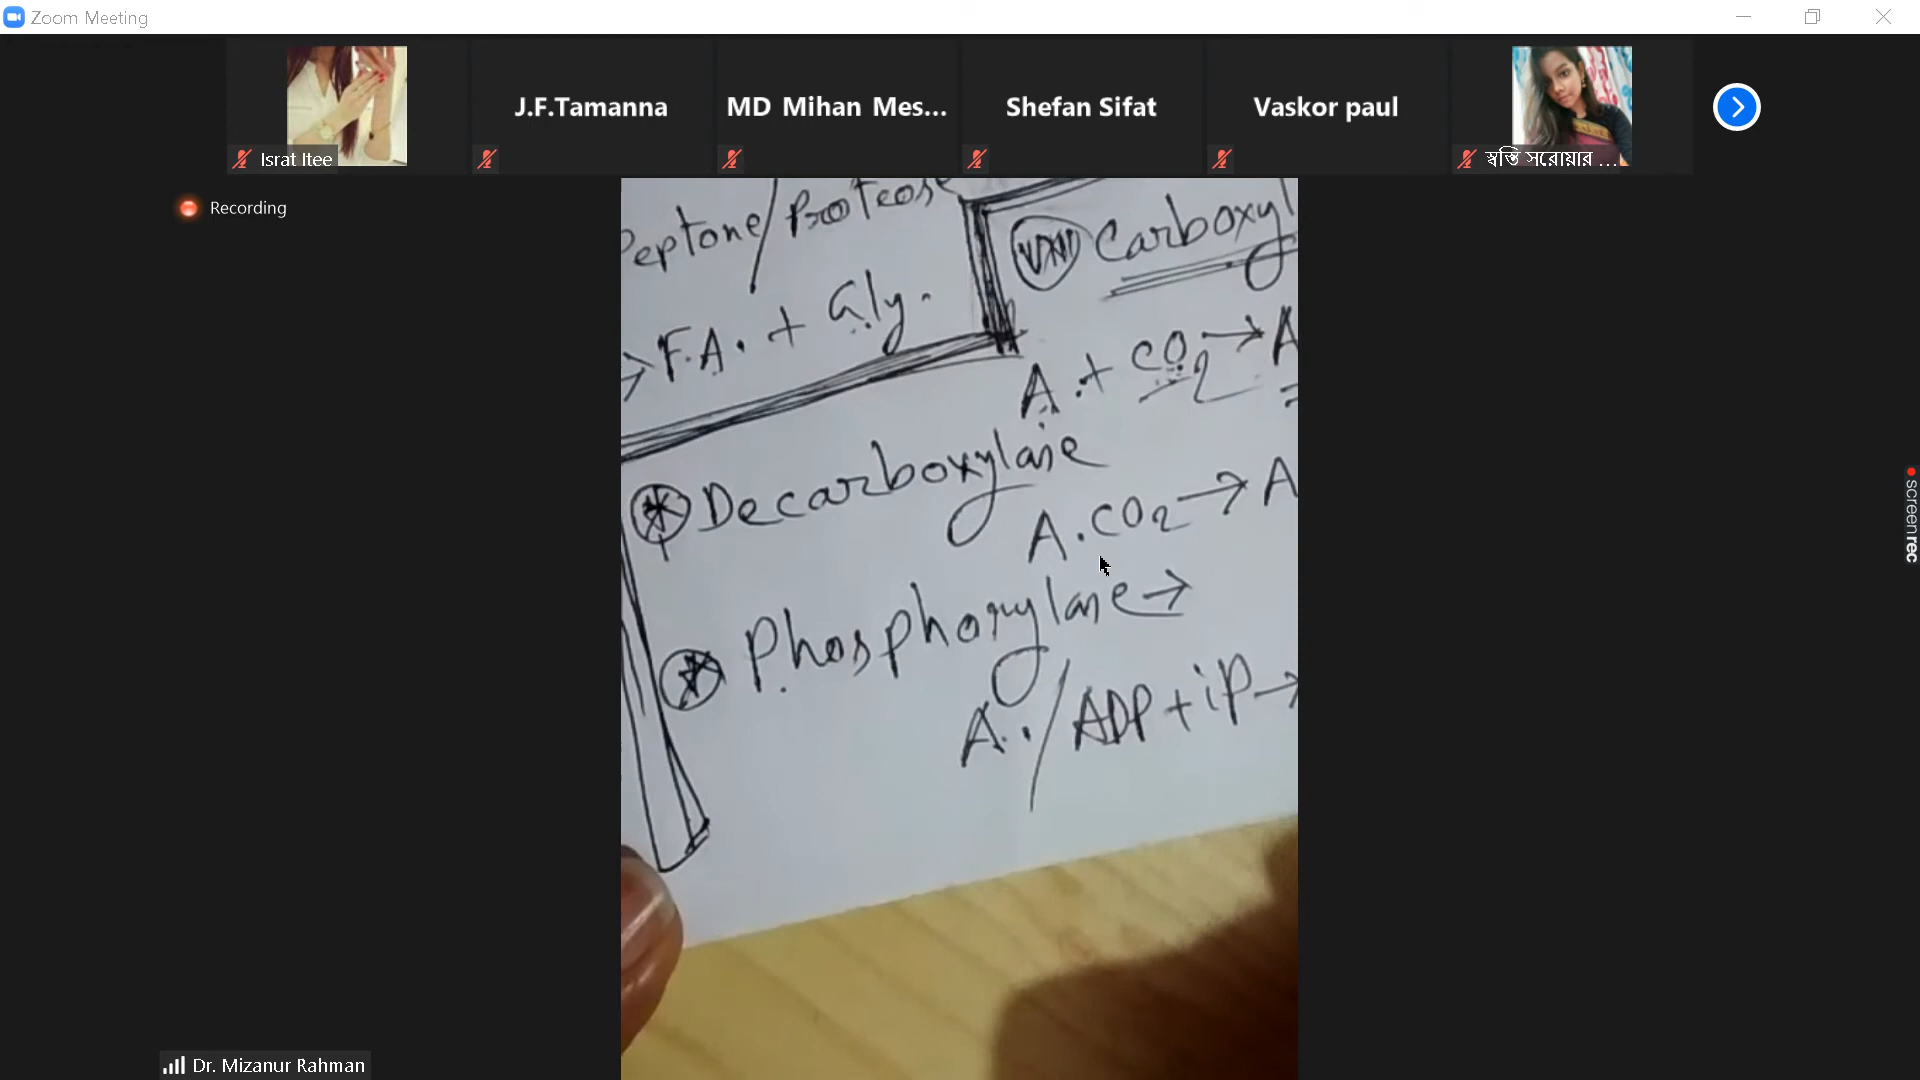 Zoom Meeting
Israt Itee
J.F.Tamanna
MD Mihan Mes...
Shefan Sifat
Vaskor paul
স্বস্তি সরোয়ার ...
Recording
Peptone/Proteos
→ F.A. + Gly.
Carboxyl
A + CO2 → A
Decarboxylase
A.CO2 → A
Phosphorylase →
A./ADP + iP →
screenrec
Dr. Mizanur Rahman